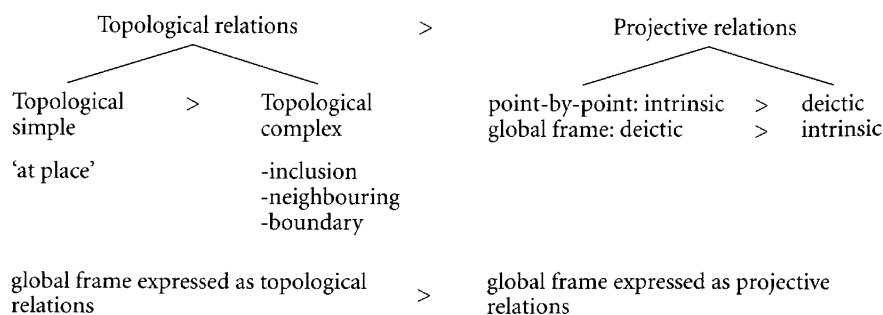 Topological relations > Projective relations
Topological simple > Topological complex
point-by-point: intrinsic > deictic
global frame: deictic > intrinsic
'at place'
-inclusion
-neighbouring
-boundary
global frame expressed as topological relations > global frame expressed as projective relations